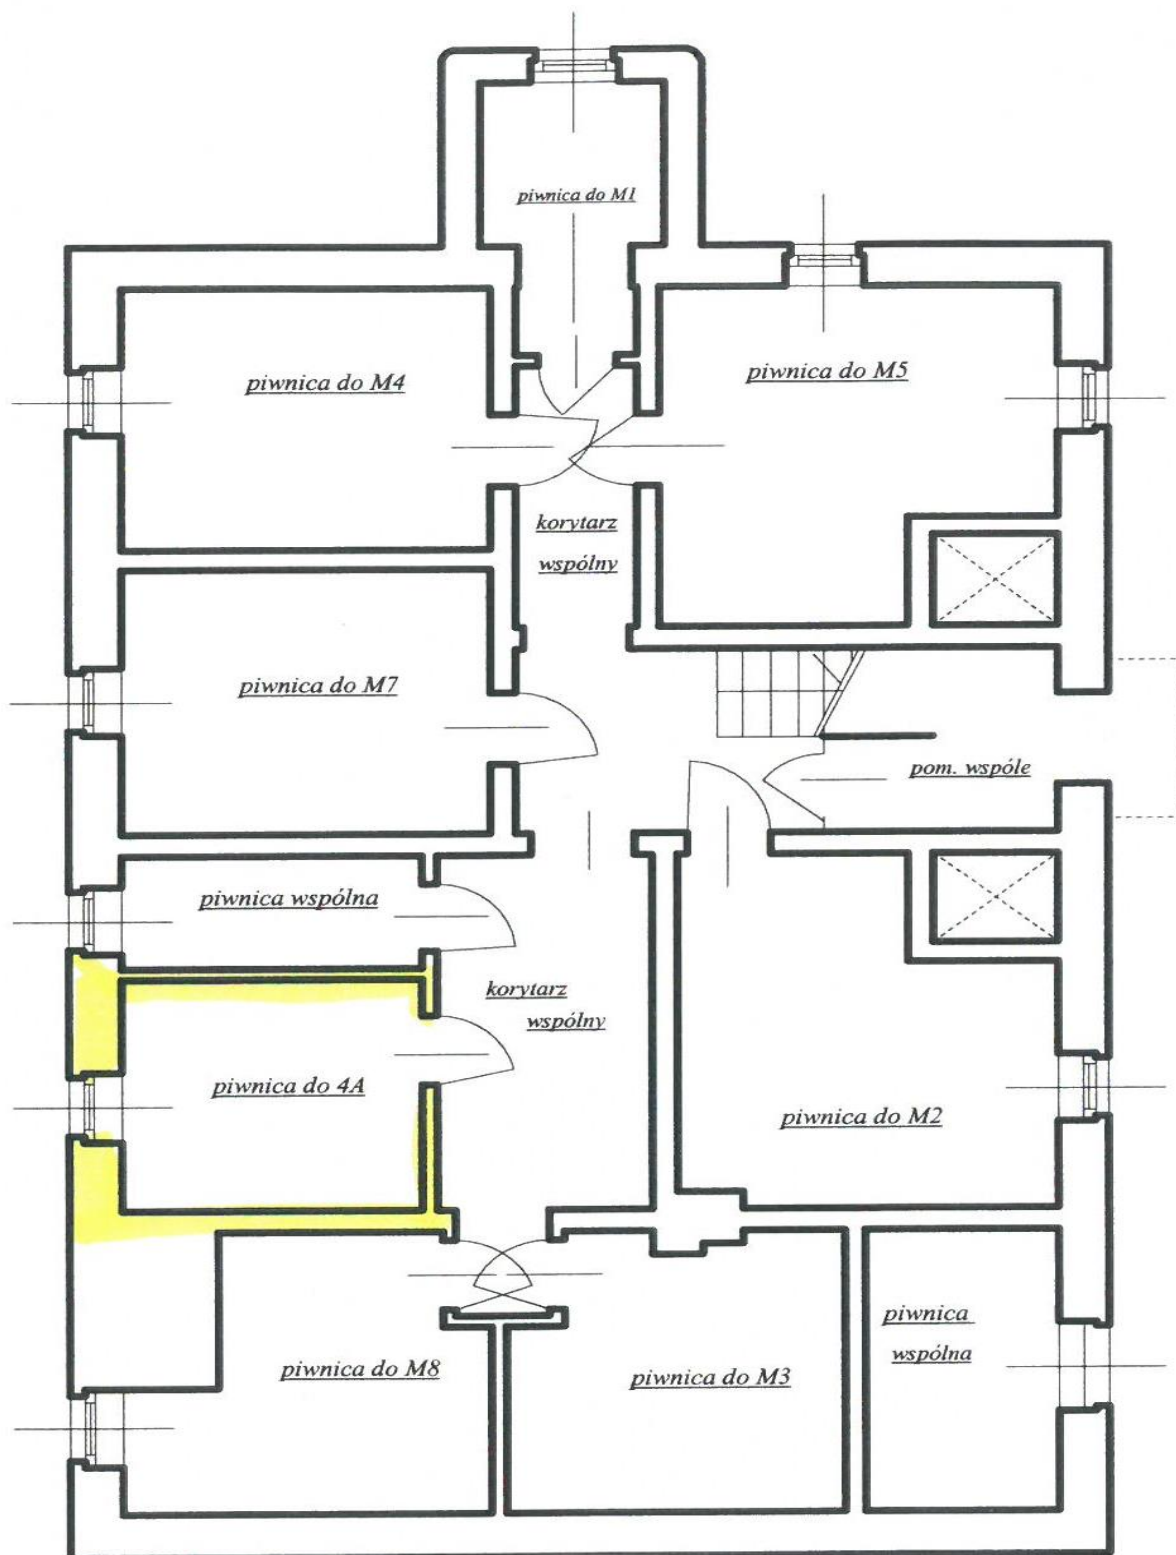 piwnica do M1
piwnica do M4
piwnica do M5
korytarz
wspólny
piwnica do M7
pom. wspóle
piwnica wspólna
korytarz
wspólny
piwnica do 4A
piwnica do M2
piwnica
wspólna
piwnica do M8
piwnica do M3